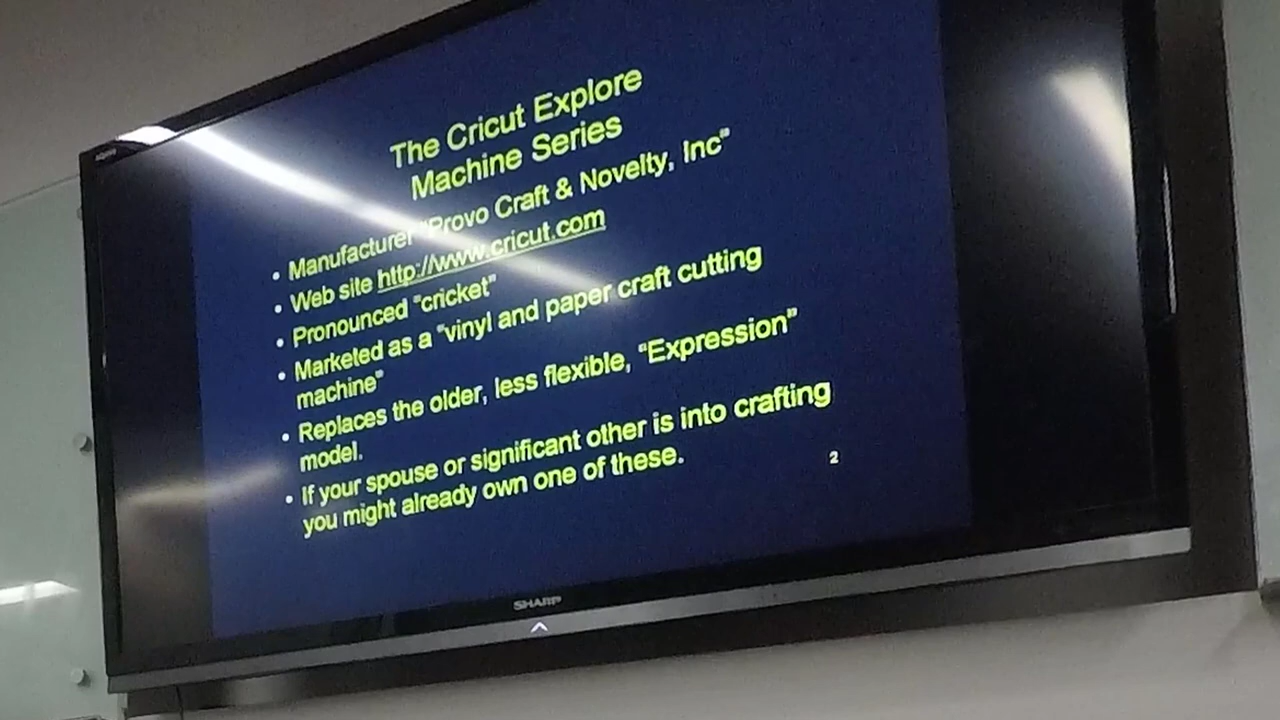 The Cricut Explore
Machine Series
• Manufacturer "Provo Craft & Novelty, Inc"
• Web site http://www.cricut.com
• Pronounced "cricket"
• Marketed as a "vinyl and paper craft cutting
machine"
• Replaces the older, less flexible, "Expression"
model.
• If your spouse or significant other is into crafting
you might already own one of these.
2
SHARP